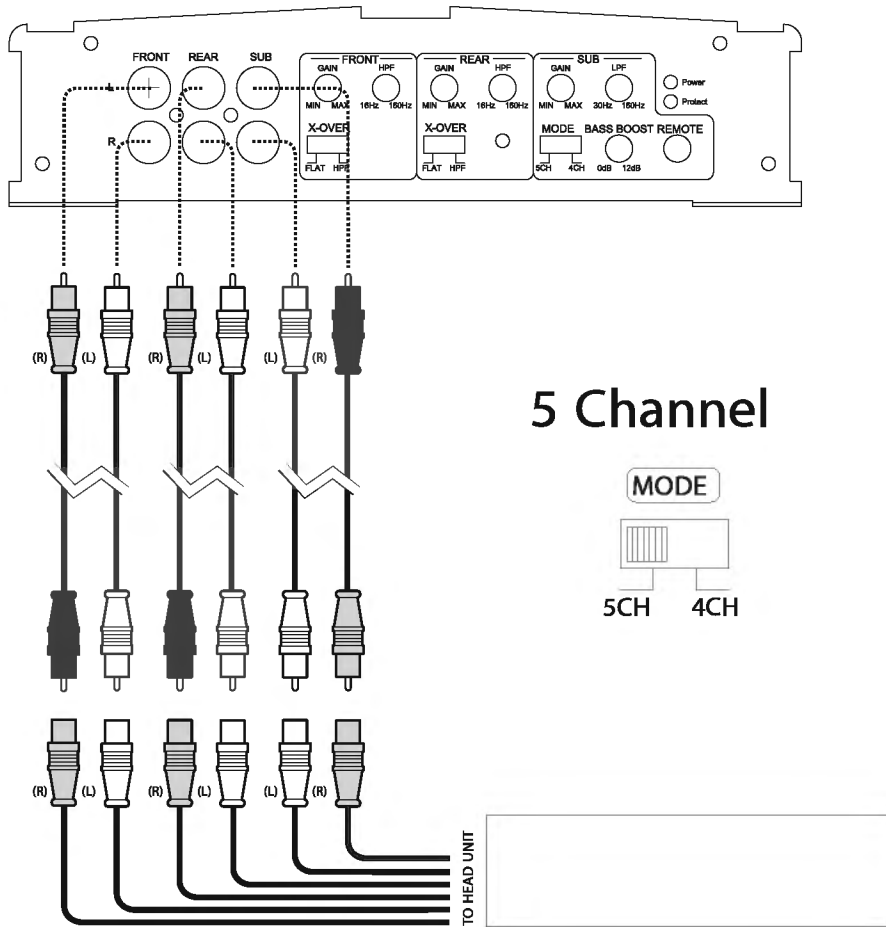 FRONT REAR SUB
L
R
FRONT
GAIN HPF
MIN MAX 16Hz 160Hz
X-OVER
FLAT HPF
REAR
GAIN HPF
MIN MAX 16Hz 160Hz
X-OVER
FLAT HPF
SUB
GAIN LPF
MIN MAX 30Hz 160Hz
MODE BASS BOOST REMOTE
5CH 4CH 0dB 12dB
Power
Protect
(R) (L) (R) (L) (L) (R)
5 Channel
MODE
5CH 4CH
(R) (L) (R) (L) (L) (R)
TO HEAD UNIT